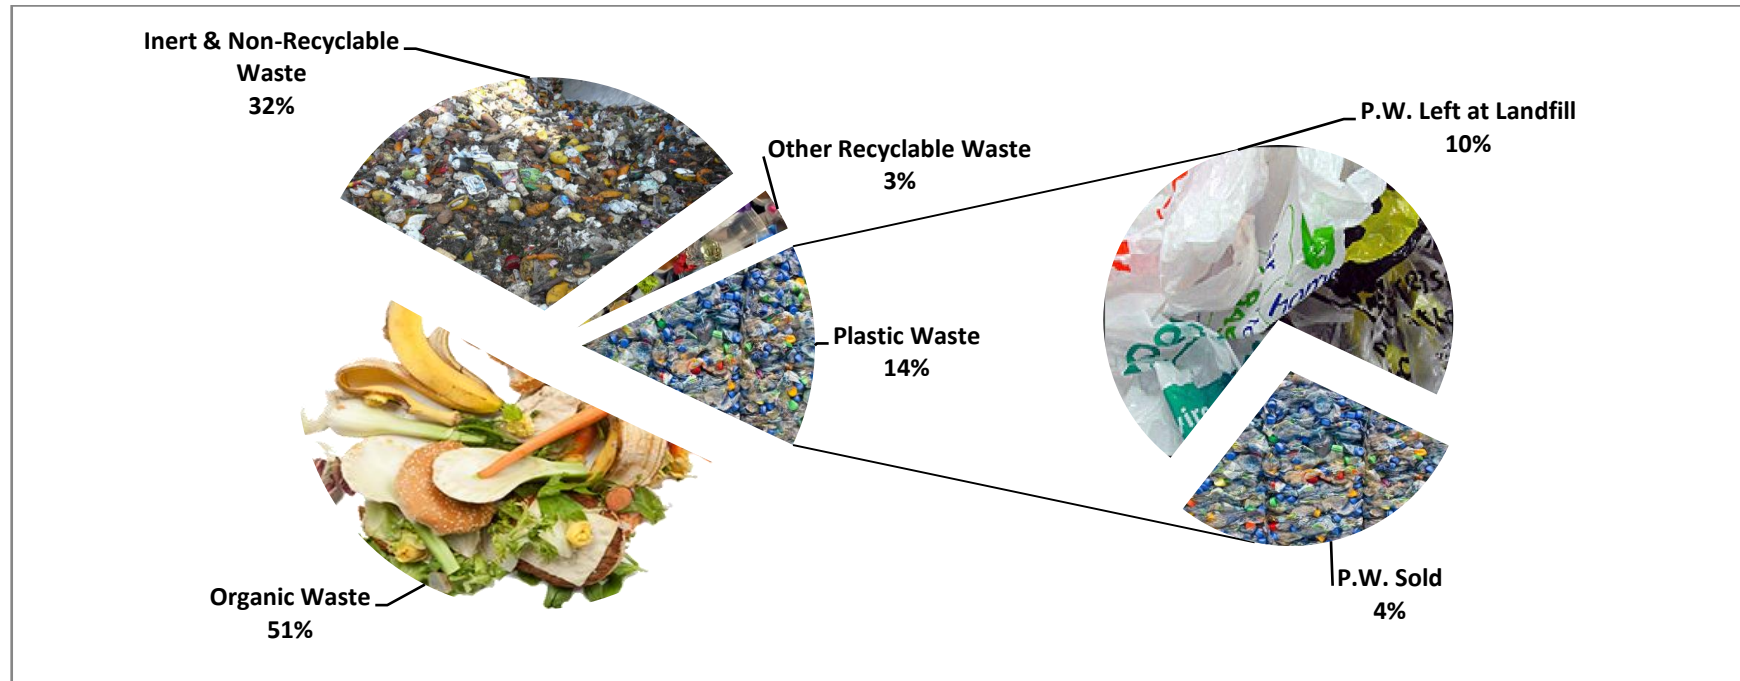 Inert & Non-Recyclable
Waste
32%
Other Recyclable Waste
3%
P.W. Left at Landfill
10%
Plastic Waste
14%
Organic Waste
51%
P.W. Sold
4%
home